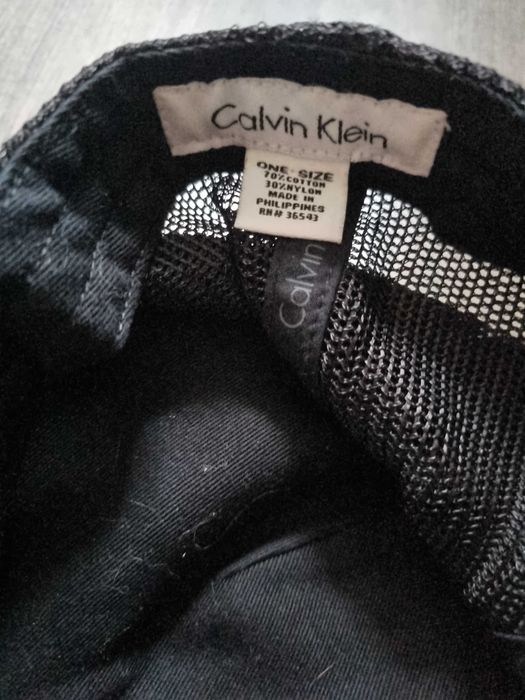 Calvin Klein
ONE SIZE
70% COTTON
30% NYLON
MADE IN
PHILIPPINES
RN# 36543
Calvin